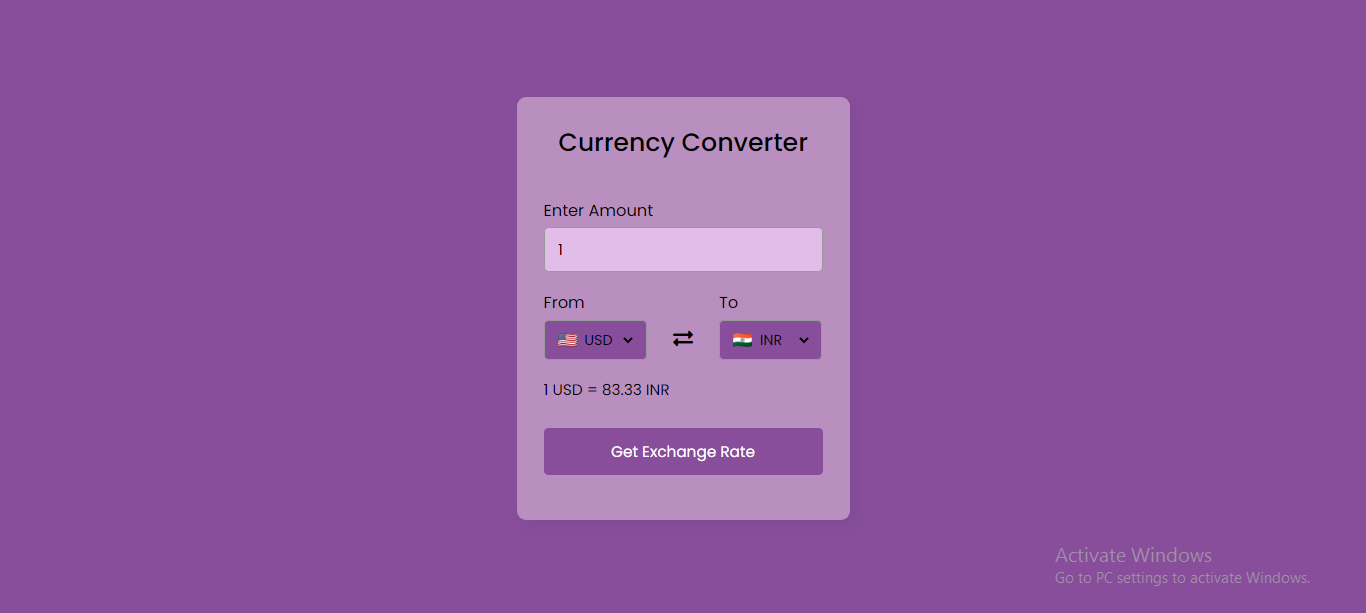 Currency Converter
Enter Amount
1
From To
USD INR
1 USD = 83.33 INR
Get Exchange Rate
Activate Windows
Go to PC settings to activate Windows.